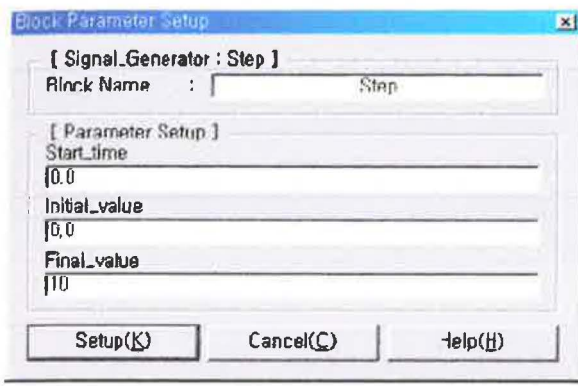 Block Parameter Setup
[ Signal_Generator : Step ]
Block Name : Step
[ Parameter Setup ]
Start_time
0.0
Initial_value
0.0
Final_value
10
Setup(K) Cancel(C) Help(H)